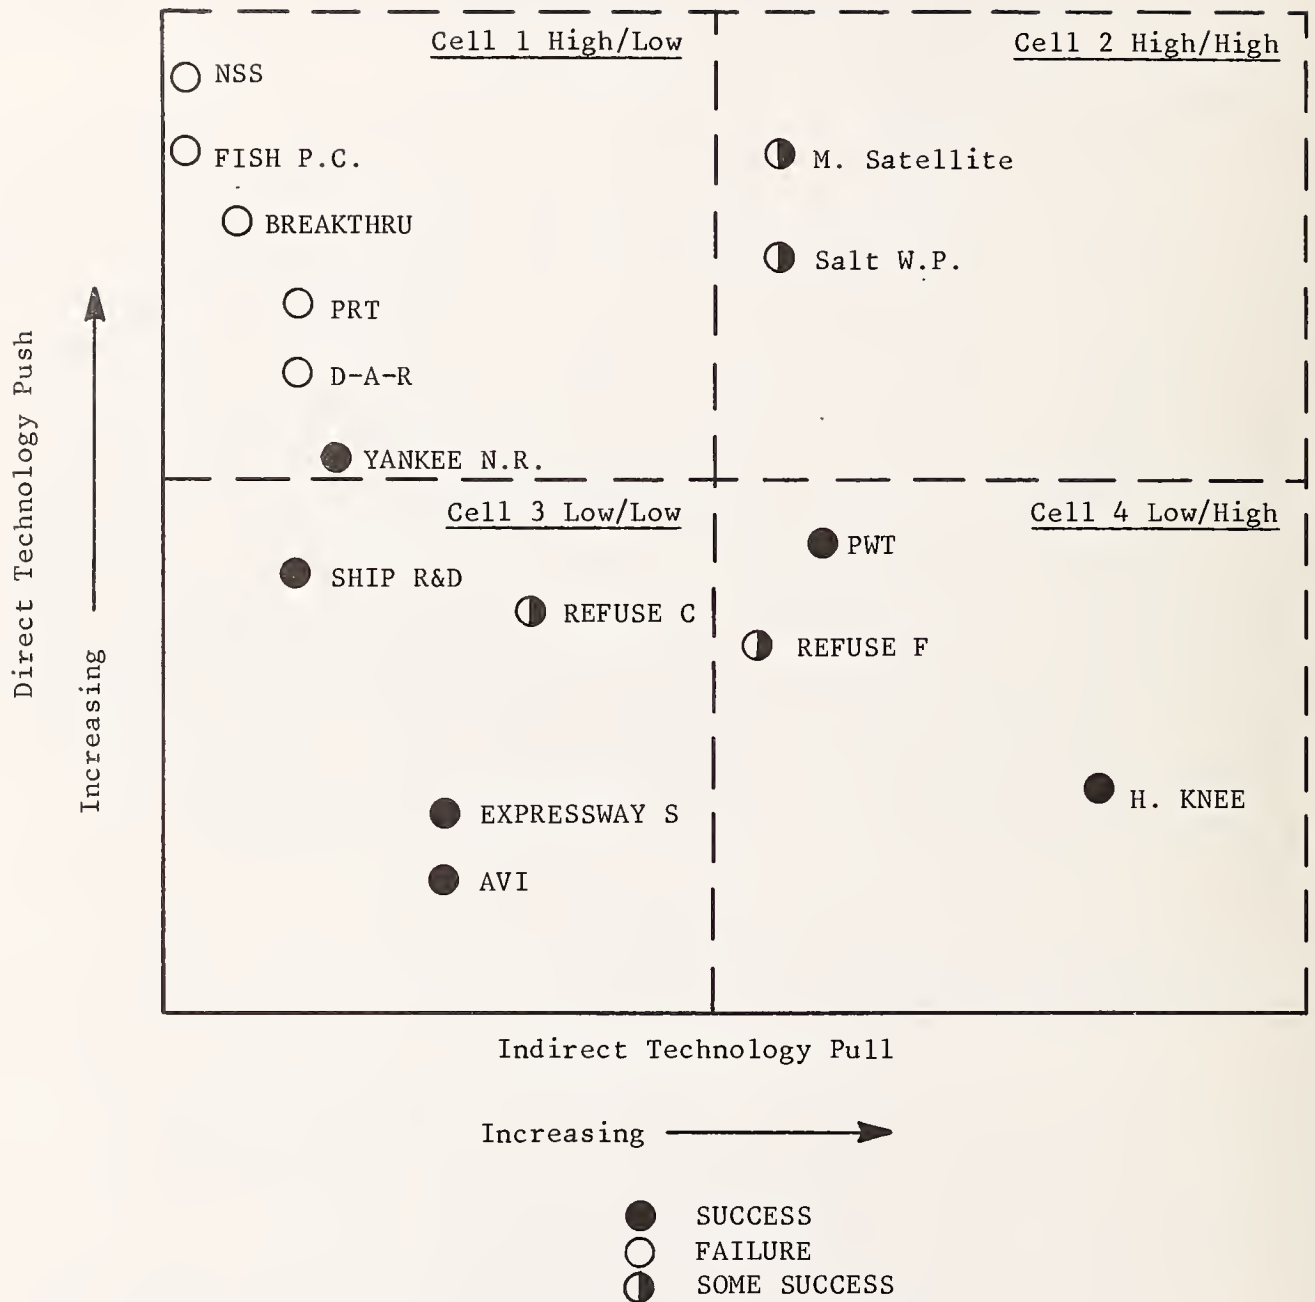 Cell 1 High/Low
Cell 2 High/High
NSS
FISH P.C.
M. Satellite
BREAKTHRU
Salt W.P.
PRT
D-A-R
YANKEE N.R.
Cell 3 Low/Low
Cell 4 Low/High
PWT
SHIP R&D
REFUSE C
REFUSE F
H. KNEE
EXPRESSWAY S
AVI
Direct Technology Push
Increasing
Indirect Technology Pull
Increasing
SUCCESS
FAILURE
SOME SUCCESS